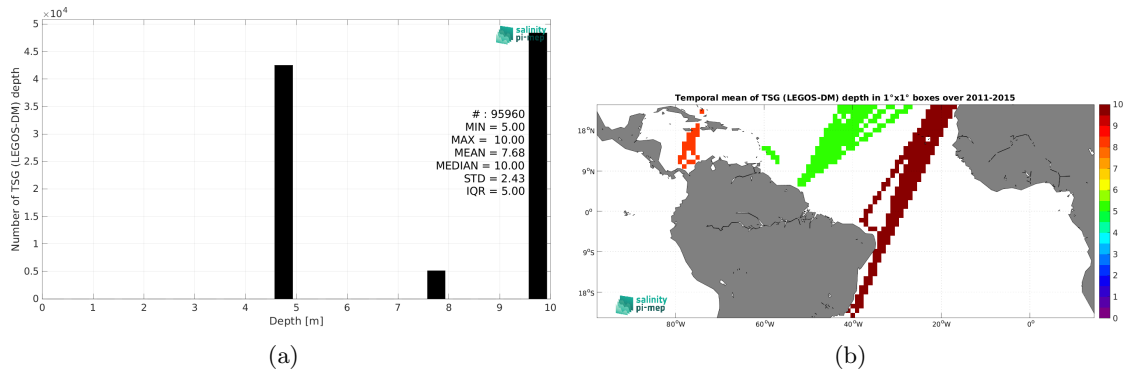 ×10⁴
5
4.5
4
3.5
3
2.5
2
1.5
1
0.5
0
Number of TSG (LEGOS-DM) depth
salinity
pi-mep
# : 95960
MIN = 5.00
MAX = 10.00
MEAN = 7.68
MEDIAN = 10.00
STD = 2.43
IQR = 5.00
0 1 2 3 4 5 6 7 8 9 10
Depth [m]
(a)
Temporal mean of TSG (LEGOS-DM) depth in 1°x1° boxes over 2011-2015
18°N
9°N
0°
9°S
18°S
salinity
pi-mep
80°W 60°W 40°W 20°W 0°
10
9
8
7
6
5
4
3
2
1
0
(b)